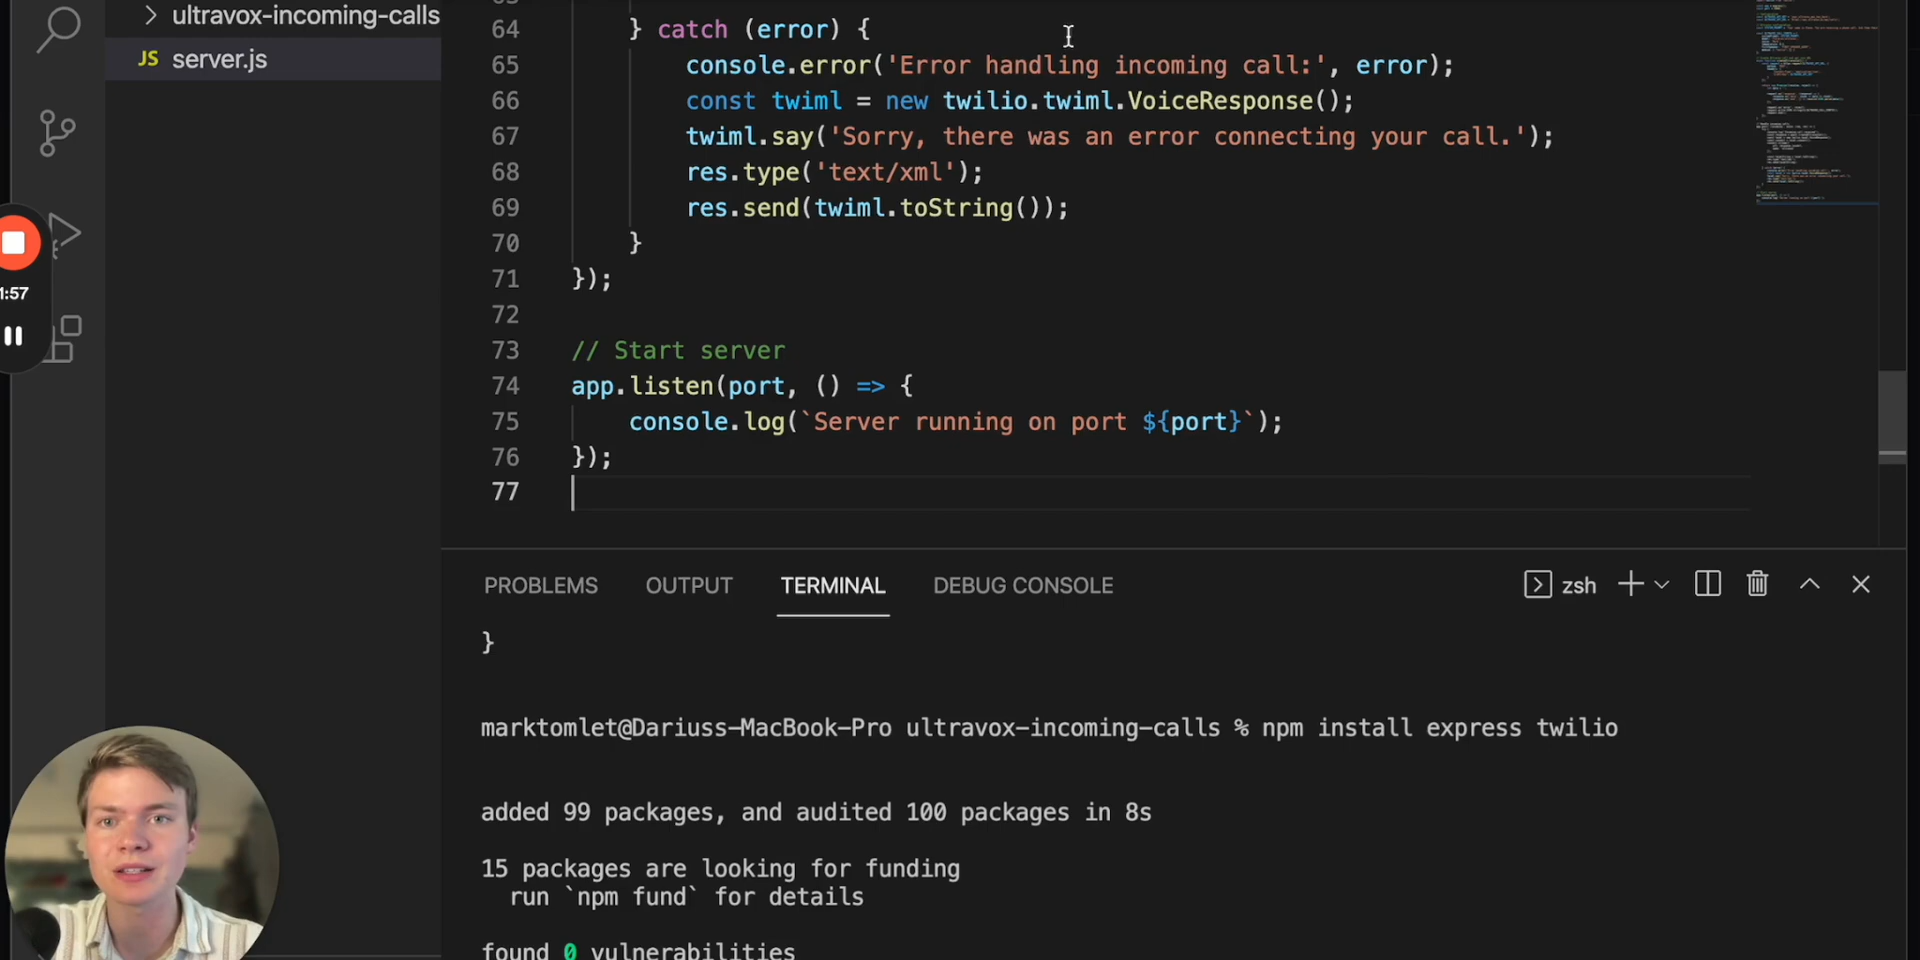 ultravox-incoming-calls
JS server.js
1:57
64 } catch (error) {
65 console.error('Error handling incoming call:', error);
66 const twiml = new twilio.twiml.VoiceResponse();
67 twiml.say('Sorry, there was an error connecting your call.');
68 res.type('text/xml');
69 res.send(twiml.toString());
70 }
71 });
72
73 // Start server
74 app.listen(port, () => {
75 console.log(`Server running on port ${port}`);
76 });
77
PROBLEMS OUTPUT TERMINAL DEBUG CONSOLE zsh
}
marktomlet@Dariuss-MacBook-Pro ultravox-incoming-calls % npm install express twilio
added 99 packages, and audited 100 packages in 8s
15 packages are looking for funding
run `npm fund` for details
found 0 vulnerabilities